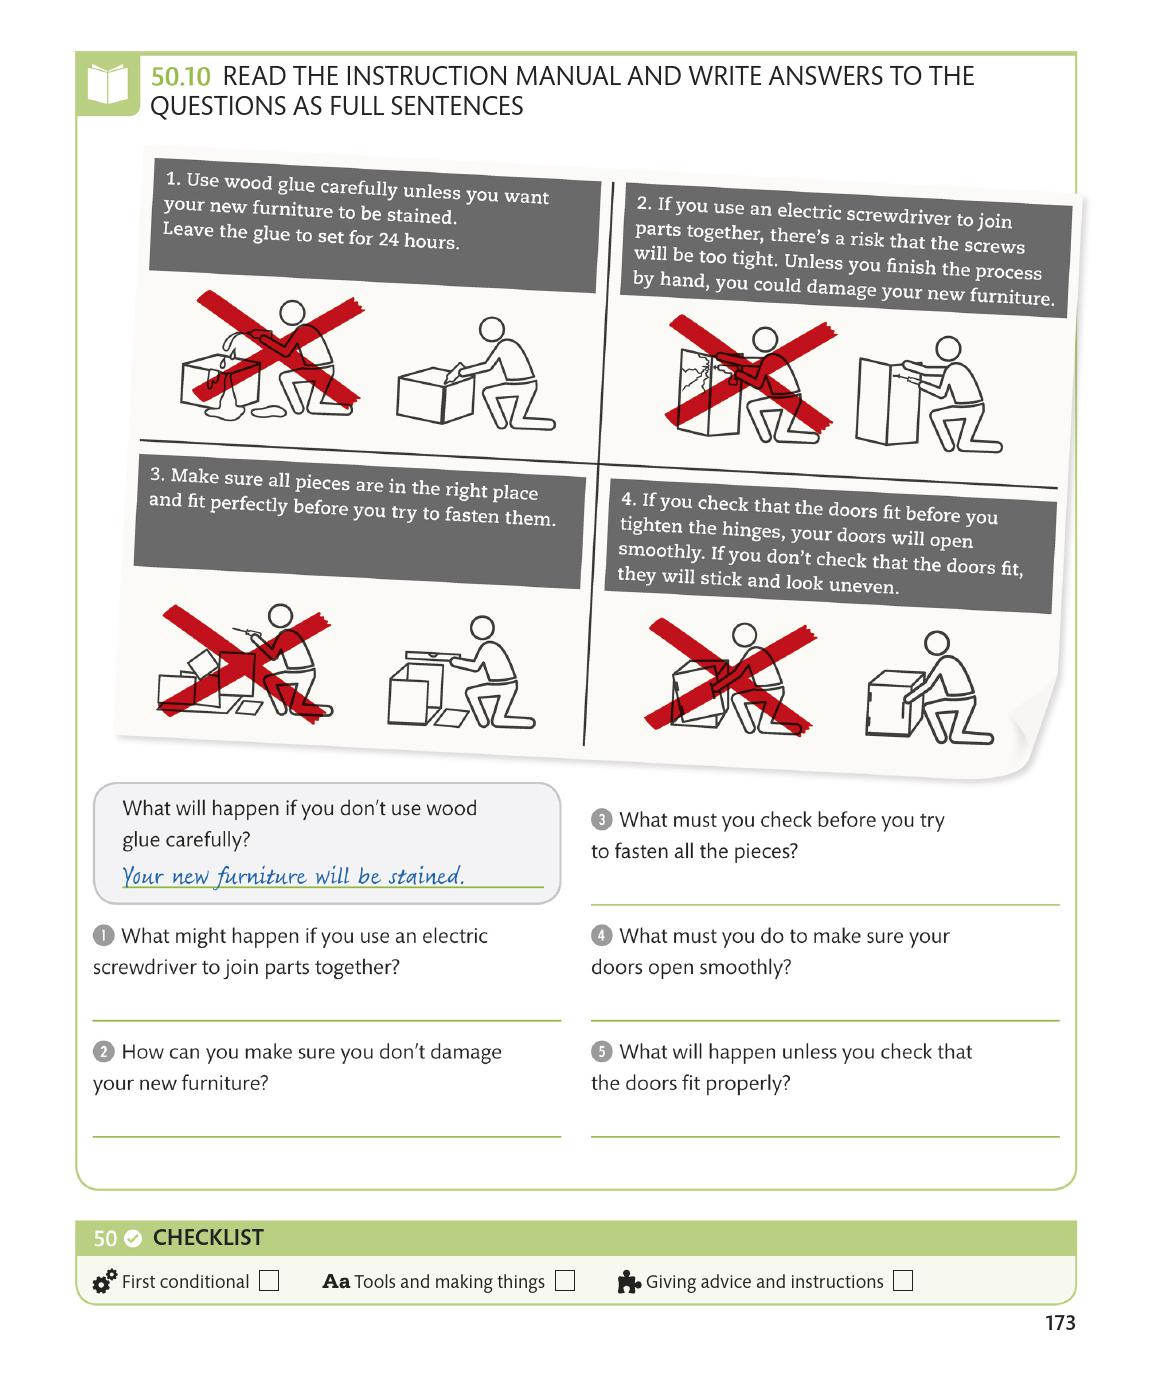 50.10 READ THE INSTRUCTION MANUAL AND WRITE ANSWERS TO THE
QUESTIONS AS FULL SENTENCES
1. Use wood glue carefully unless you want
your new furniture to be stained.
Leave the glue to set for 24 hours.
2. If you use an electric screwdriver to join
parts together, there's a risk that the screws
will be too tight. Unless you finish the process
by hand, you could damage your new furniture.
3. Make sure all pieces are in the right place
and fit perfectly before you try to fasten them.
4. If you check that the doors fit before you
tighten the hinges, your doors will open
smoothly. If you don't check that the doors fit,
they will stick and look uneven.
What will happen if you don't use wood
glue carefully?
Your new furniture will be stained.
1 What might happen if you use an electric
screwdriver to join parts together?
2 How can you make sure you don't damage
your new furniture?
3 What must you check before you try
to fasten all the pieces?
4 What must you do to make sure your
doors open smoothly?
5 What will happen unless you check that
the doors fit properly?
50 CHECKLIST
First conditional Aa Tools and making things Giving advice and instructions
173